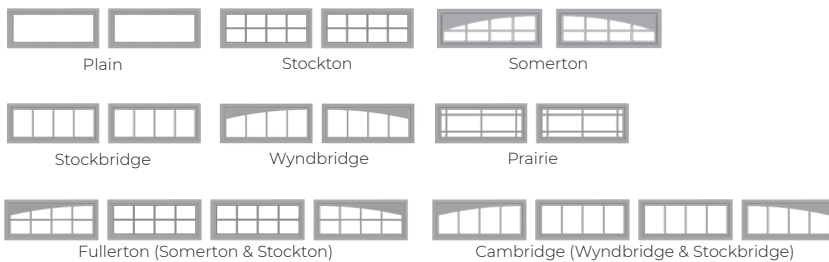 Plain
Stockton
Somerton
Stockbridge
Wyndbridge
Prairie
Fullerton (Somerton & Stockton)
Cambridge (Wyndbridge & Stockbridge)